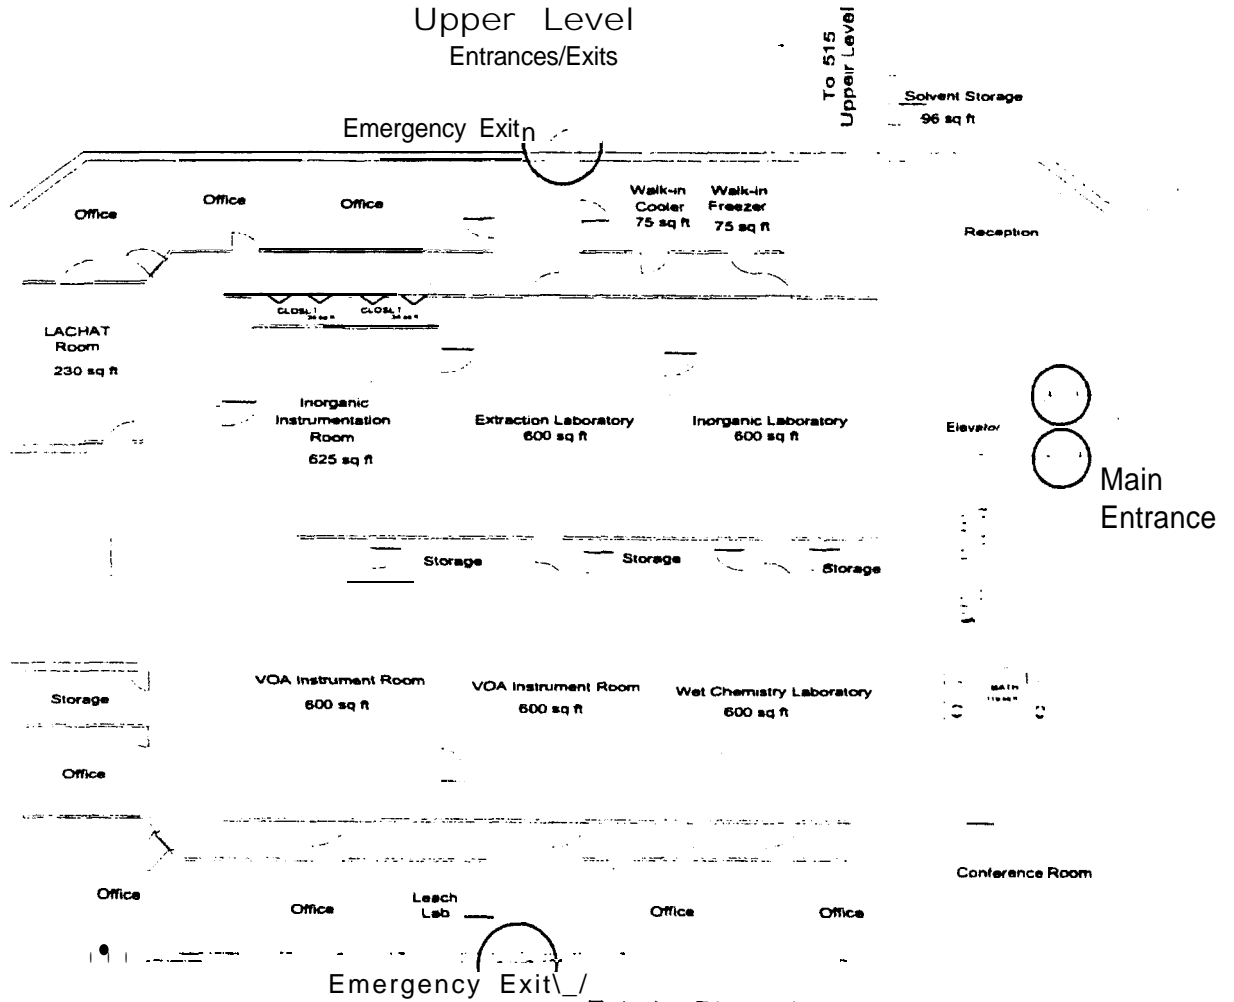 Upper Level
Entrances/Exits
To 515
Upper Level
Solvent Storage
96 sq ft
Emergency Exit
Office
Office
Office
Walk-in
Cooler
75 sq ft
Walk-in
Freezer
75 sq ft
Reception
CLOSET
CLOSET
LACHAT
Room
230 sq ft
Inorganic
Instrumentation
Room
625 sq ft
Extraction Laboratory
600 sq ft
Inorganic Laboratory
600 sq ft
Elevator
Main
Entrance
Storage
Storage
Storage
Storage
VOA Instrument Room
600 sq ft
VOA Instrument Room
600 sq ft
Wet Chemistry Laboratory
600 sq ft
BATH
Office
Conference Room
Office
Office
Leach
Lab
Office
Office
Emergency Exit